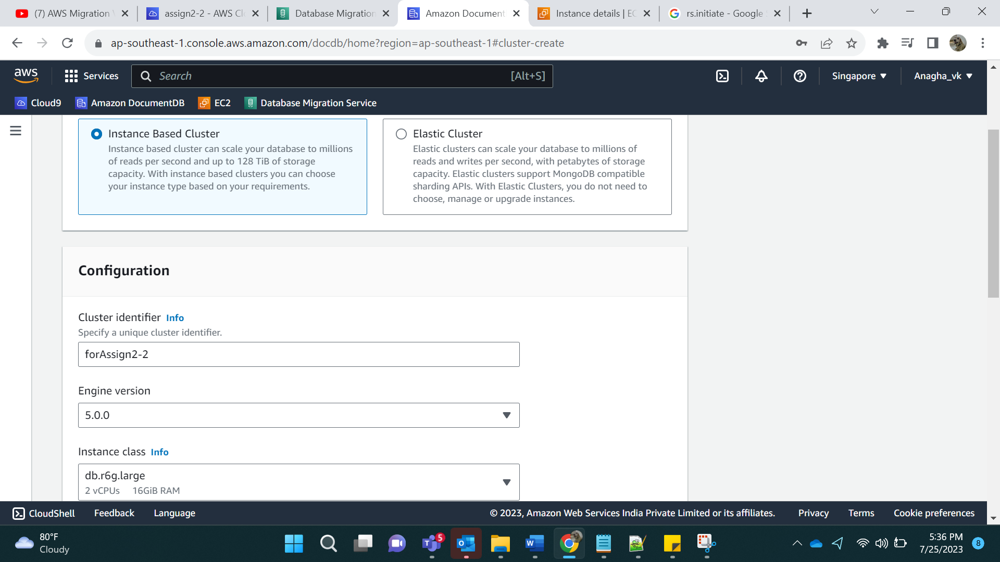 (7) AWS Migration
assign2-2 - AWS Cl
Database Migration
Amazon Document
Instance details | EC
rs.initiate - Google
ap-southeast-1.console.aws.amazon.com/docdb/home?region=ap-southeast-1#cluster-create
aws
Services
Search
[Alt+S]
Singapore
Anagha_vk
Cloud9
Amazon DocumentDB
EC2
Database Migration Service
Instance Based Cluster
Instance based cluster can scale your database to millions
of reads per second and up to 128 TiB of storage
capacity. With instance based clusters you can choose
your instance type based on your requirements.
Elastic Cluster
Elastic clusters can scale your database to millions of
reads and writes per second, with petabytes of storage
capacity. Elastic clusters support MongoDB compatible
sharding APIs. With Elastic Clusters, you do not need to
choose, manage or upgrade instances.
Configuration
Cluster identifier Info
Specify a unique cluster identifier.
forAssign2-2
Engine version
5.0.0
Instance class Info
db.r6g.large
2 vCPUs 16GiB RAM
CloudShell
Feedback
Language
© 2023, Amazon Web Services India Private Limited or its affiliates.
Privacy
Terms
Cookie preferences
80°F
Cloudy
5
5:36 PM
7/25/2023
8